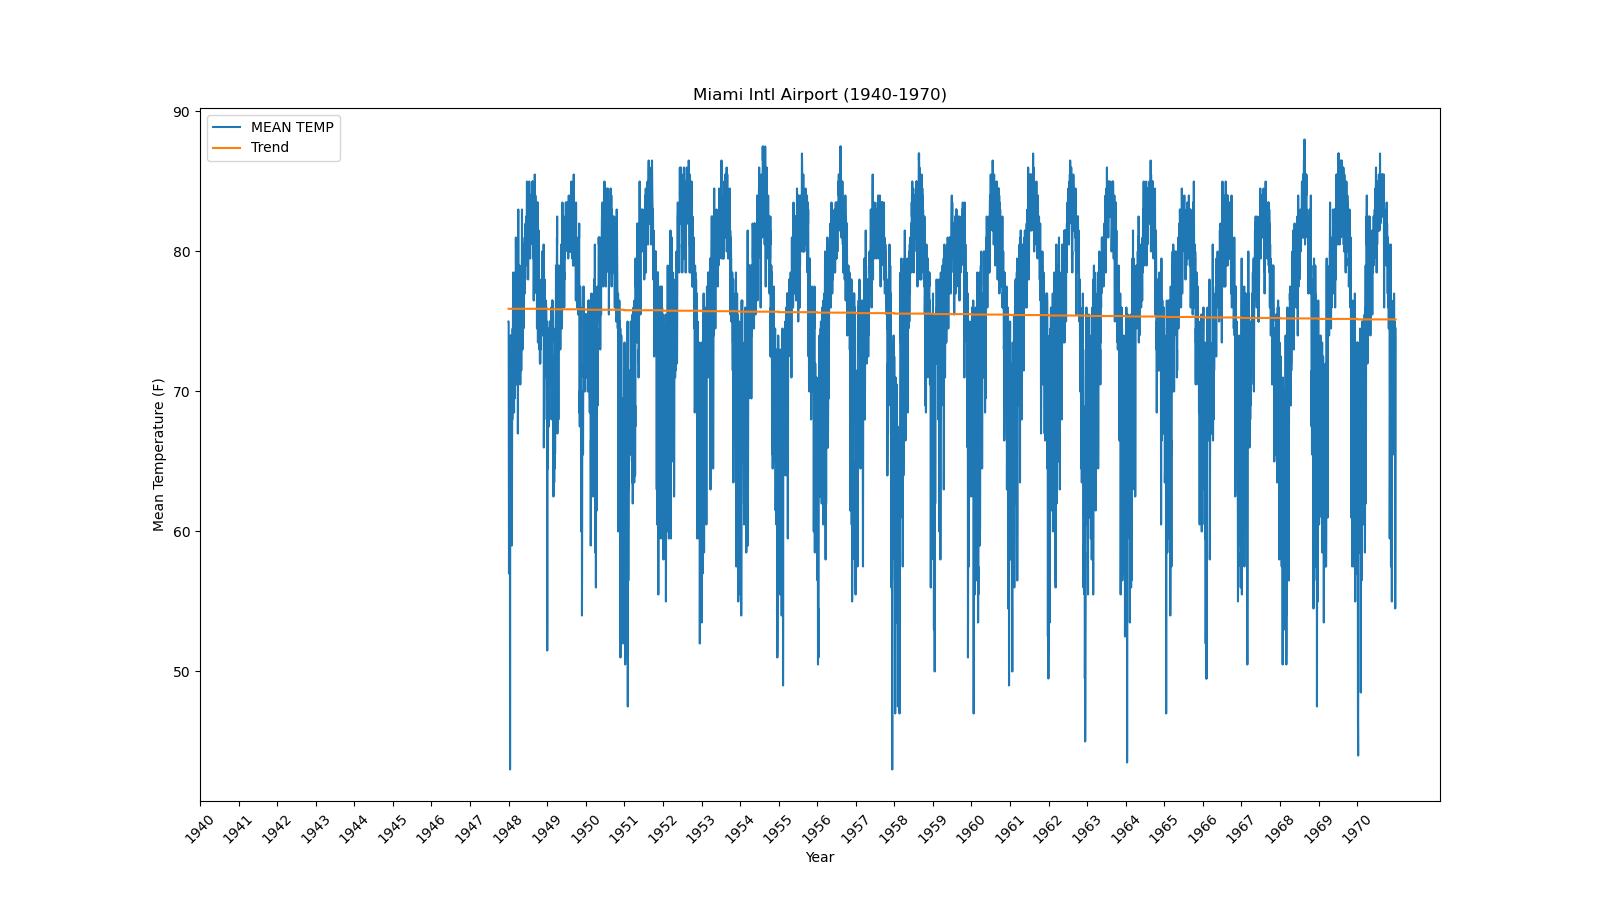 Miami Intl Airport (1940-1970)
MEAN TEMP
Trend
90
80
70
60
50
Mean Temperature (F)
1940 1941 1942 1943 1944 1945 1946 1947 1948 1949 1950 1951 1952 1953 1954 1955 1956 1957 1958 1959 1960 1961 1962 1963 1964 1965 1966 1967 1968 1969 1970
Year